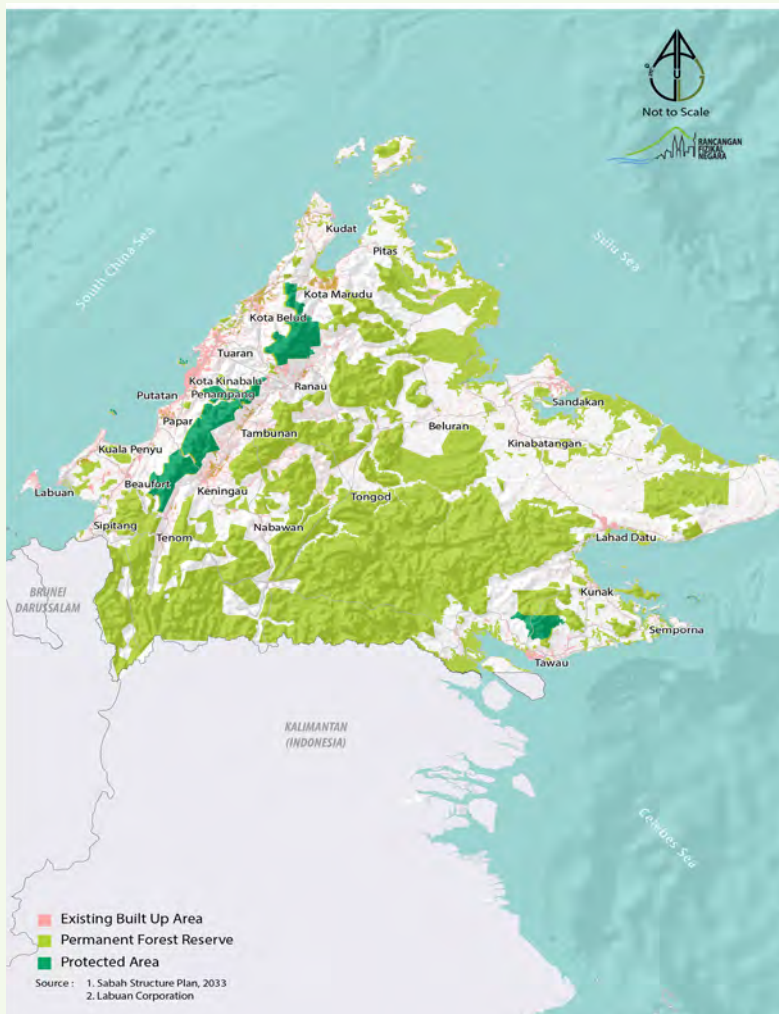 Not to Scale
RANCANGAN
FIZIKAL
NEGARA
South China Sea
Sulu Sea
Kudat
Pitas
Kota Marudu
Kota Belud
Tuaran
Kota Kinabalu
Ranau
Putatan
Penampang
Sandakan
Papar
Tambunan
Beluran
Kinabatangan
Kuala Penyu
Labuan
Beaufort
Keningau
Tongod
Sipitang
Nabawan
Tenom
Lahad Datu
BRUNEI
DARUSSALAM
Kunak
Semporna
Tawau
KALIMANTAN
(INDONESIA)
Celebes Sea
Existing Built Up Area
Permanent Forest Reserve
Protected Area
Source : 1. Sabah Structure Plan, 2033
2. Labuan Corporation